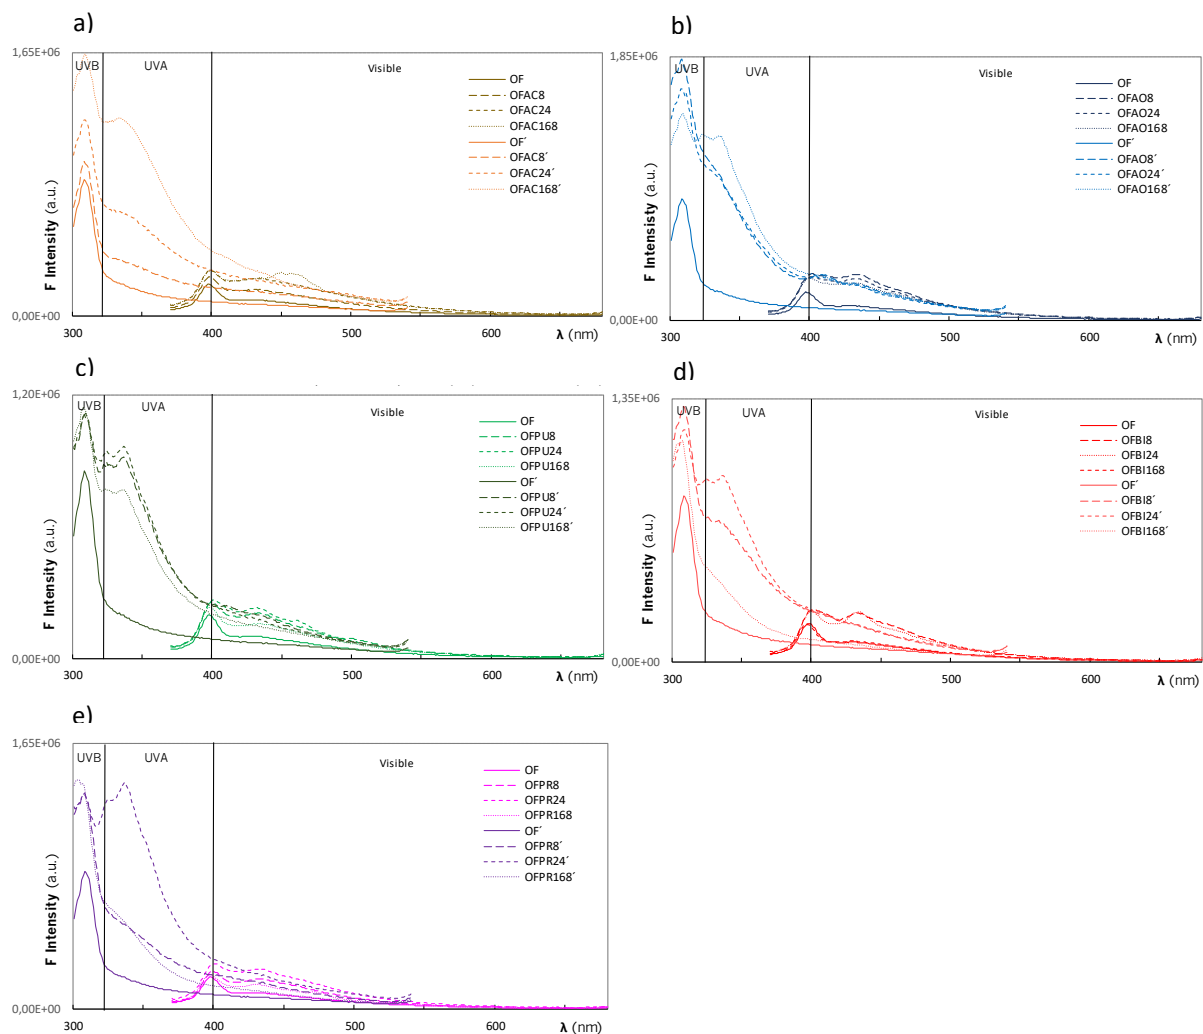 a)
1,65E+06
UVB
UVA
Visible
OF
OFAC8
OFAC24
OFAC168
OF´
OFAC8´
OFAC24´
OFAC168´
F Intensity (a.u.)
0,00E+00
300
400
500
600
λ (nm)
b)
1,85E+06
UVB
UVA
Visible
OF
OFAO8
OFAO24
OFAO168
OF´
OFAO8´
OFAO24´
OFAO168´
F Intensisty (a.u.)
0,00E+00
300
400
500
600
λ (nm)
c)
1,20E+06
UVB
UVA
Visible
OF
OFPU8
OFPU24
OFPU168
OF´
OFPU8´
OFPU24´
OFPU168´
F Intensity (a.u.)
0,00E+00
300
400
500
600
λ (nm)
d)
1,35E+06
UVB
UVA
Visible
OF
OFBI8
OFBI24
OFBI168
OF´
OFBI8´
OFBI24´
OFBI168´
F Intensity (a.u.)
0,00E+00
300
400
500
600
λ (nm)
e)
1,65E+06
UVB
UVA
Visible
OF
OFPR8
OFPR24
OFPR168
OF´
OFPR8´
OFPR24´
OFPR168´
F Intensity (a.u.)
0,00E+00
300
400
500
600
λ (nm)